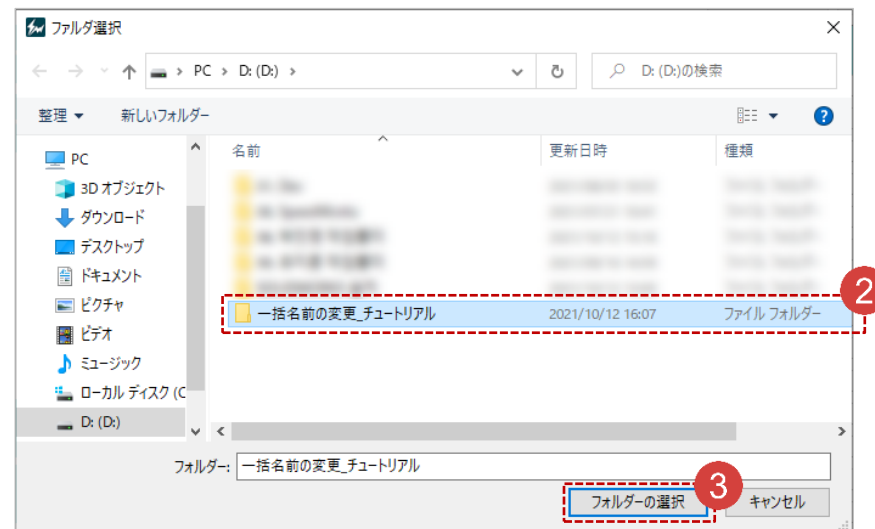 ファルダ選択
PC > D: (D:) >
D: (D:)の検索
整理
新しいフォルダー
?
名前
更新日時
種類
PC
3D オブジェクト
ダウンロード
デスクトップ
ドキュメント
ピクチャ
ビデオ
ミュージック
ローカル ディスク (C
D: (D:)
2
一括名前の変更_チュートリアル
2021/10/12 16:07
ファイル フォルダー
フォルダー:
一括名前の変更_チュートリアル
3
フォルダーの選択
キャンセル